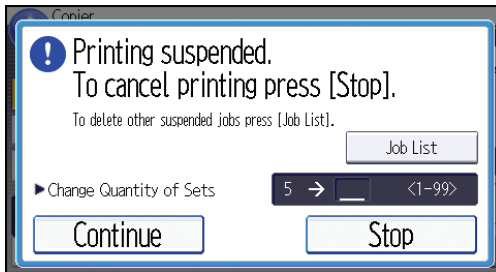 Copier
Printing suspended.
To cancel printing press [Stop].
To delete other suspended jobs press [Job List].
Job List
▶Change Quantity of Sets 5 → __ <1-99>
Continue Stop